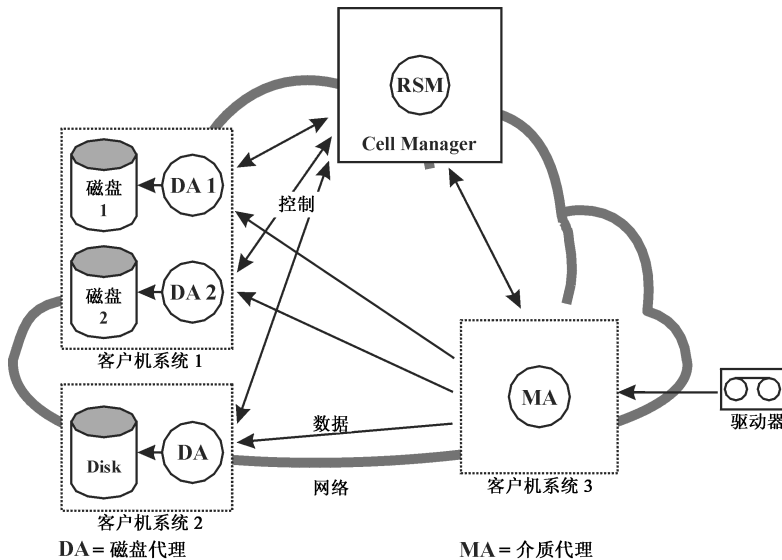 RSM
Cell Manager
磁盘
1
DA 1
控制
磁盘
2
DA 2
客户机系统 1
MA
驱动器
数据
Disk
DA
网络
客户机系统 3
客户机系统 2
DA = 磁盘代理
MA = 介质代理